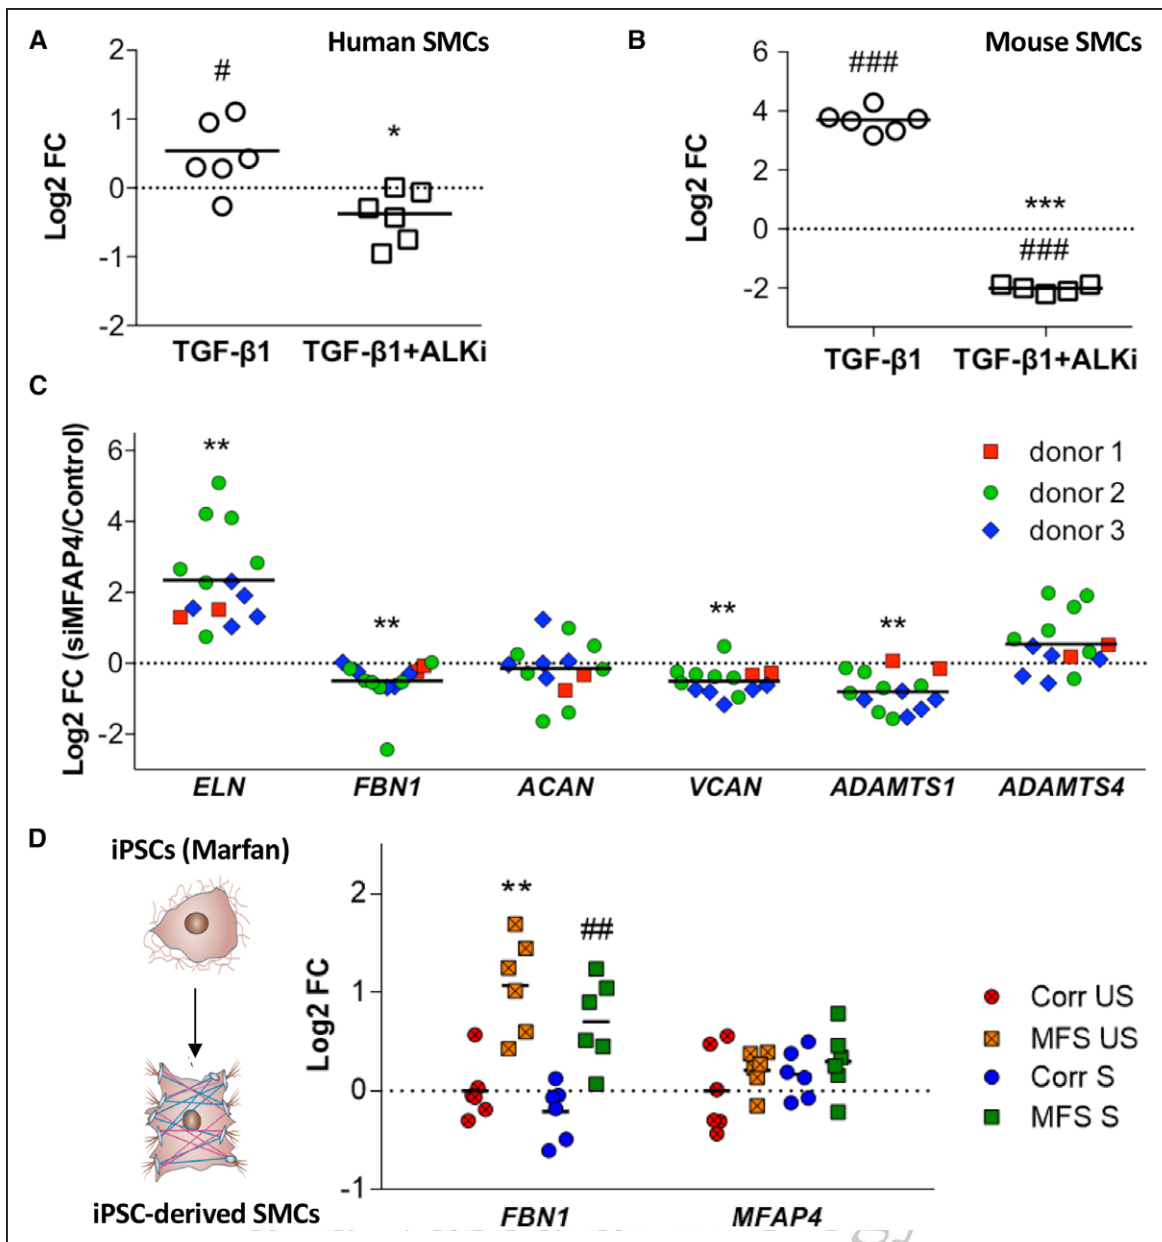 A
Human SMCs
2
1
0
-1
-2
Log2 FC
#
*
TGF-β1
TGF-β1+ALKi
B
Mouse SMCs
6
4
2
0
-2
Log2 FC
###
***
###
TGF-β1
TGF-β1+ALKi
C
Log2 FC (siMFAP4/Control)
6
4
2
0
-2
**
**
**
**
donor 1
donor 2
donor 3
ELN
FBN1
ACAN
VCAN
ADAMTS1
ADAMTS4
D
iPSCs (Marfan)
iPSC-derived SMCs
Log2 FC
2
1
0
-1
**
##
Corr US
MFS US
Corr S
MFS S
FBN1
MFAP4